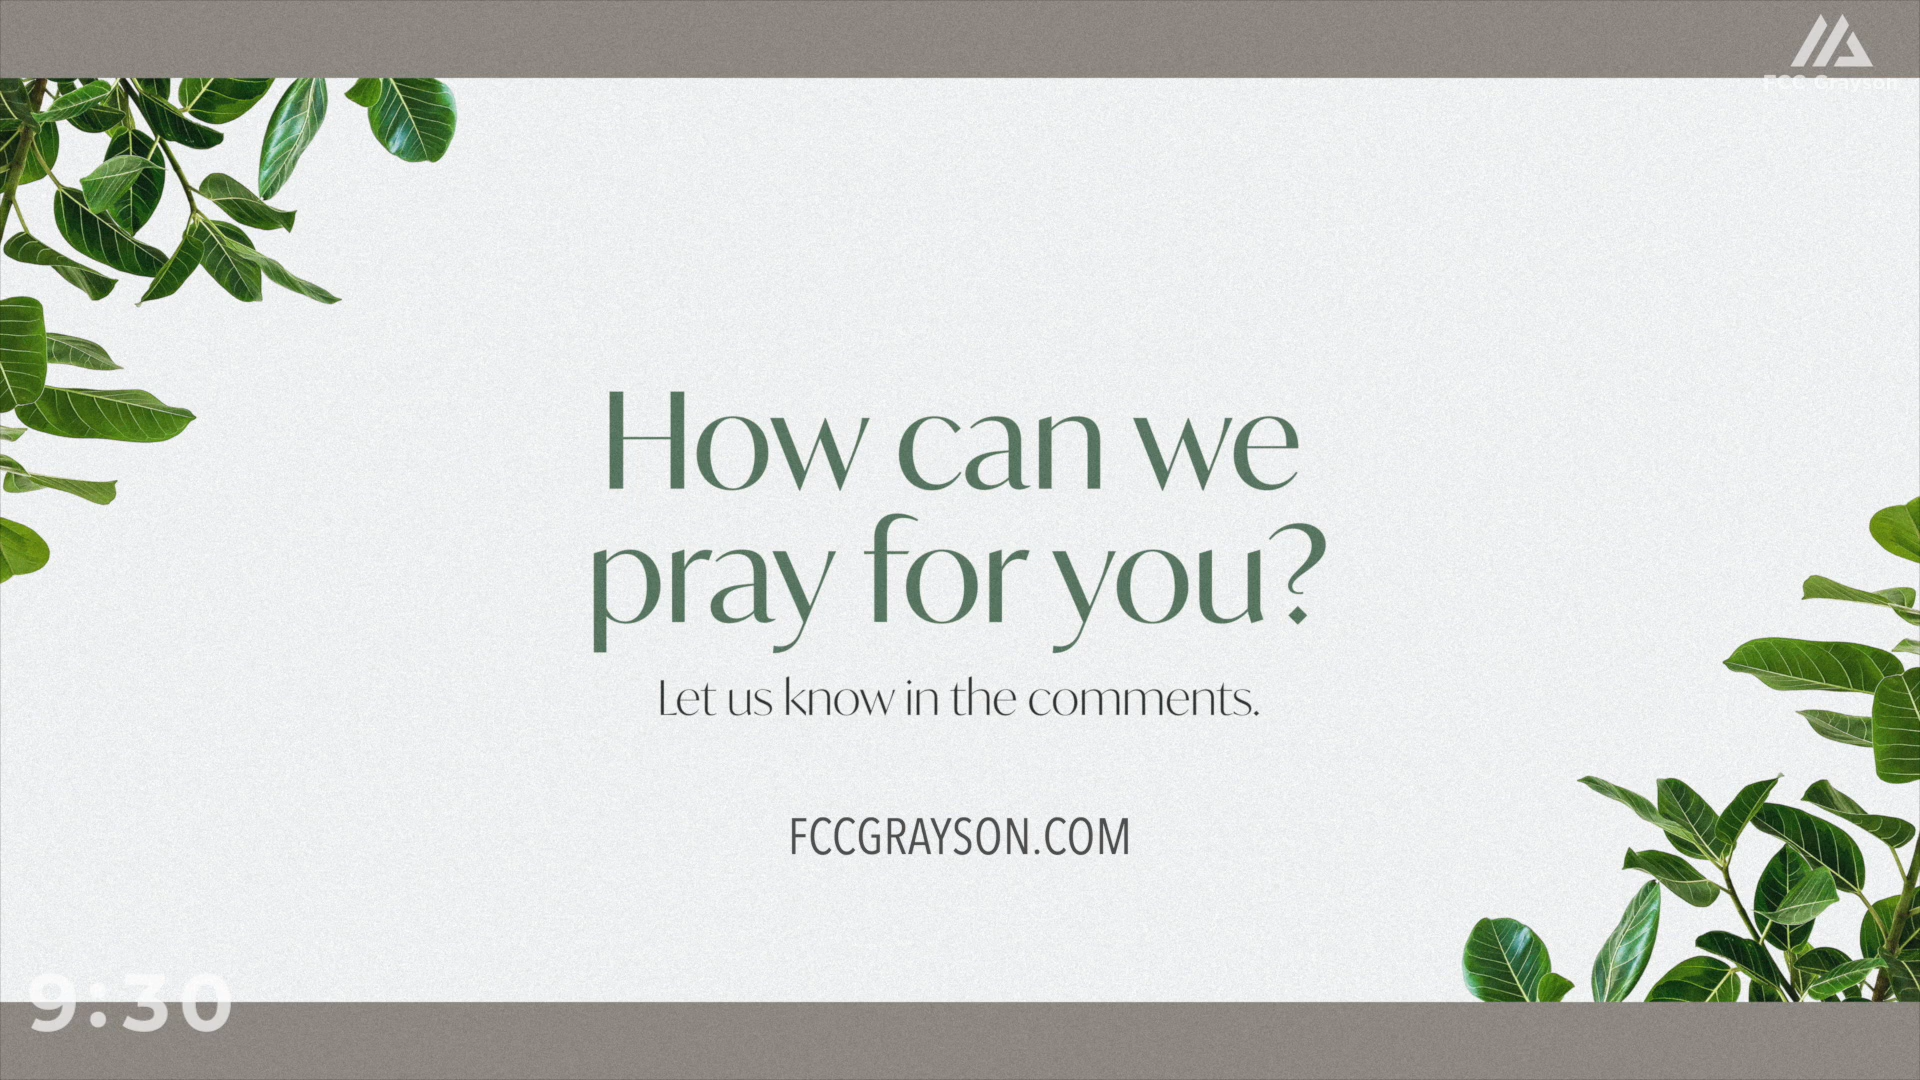 FCC Grayson
How can we
pray for you?
Let us know in the comments.
FCCGRAYSON.COM
9:30